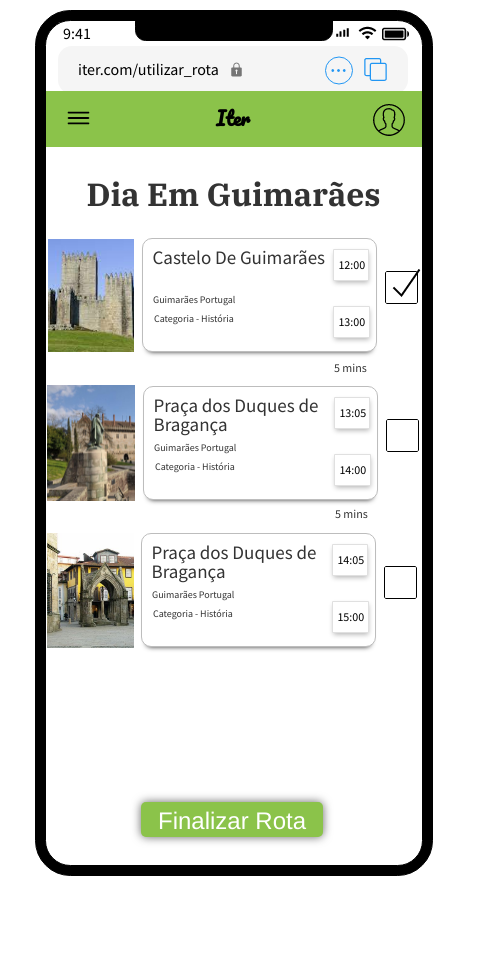 9:41
iter.com/utilizar_rota
Iter
Dia Em Guimarães
Castelo De Guimarães
12:00
Guimarães Portugal
Categoria - História
13:00
5 mins
Praça dos Duques de
Bragança
13:05
Guimarães Portugal
Categoria - História
14:00
5 mins
Praça dos Duques de
Bragança
14:05
Guimarães Portugal
Categoria - História
15:00
Finalizar Rota